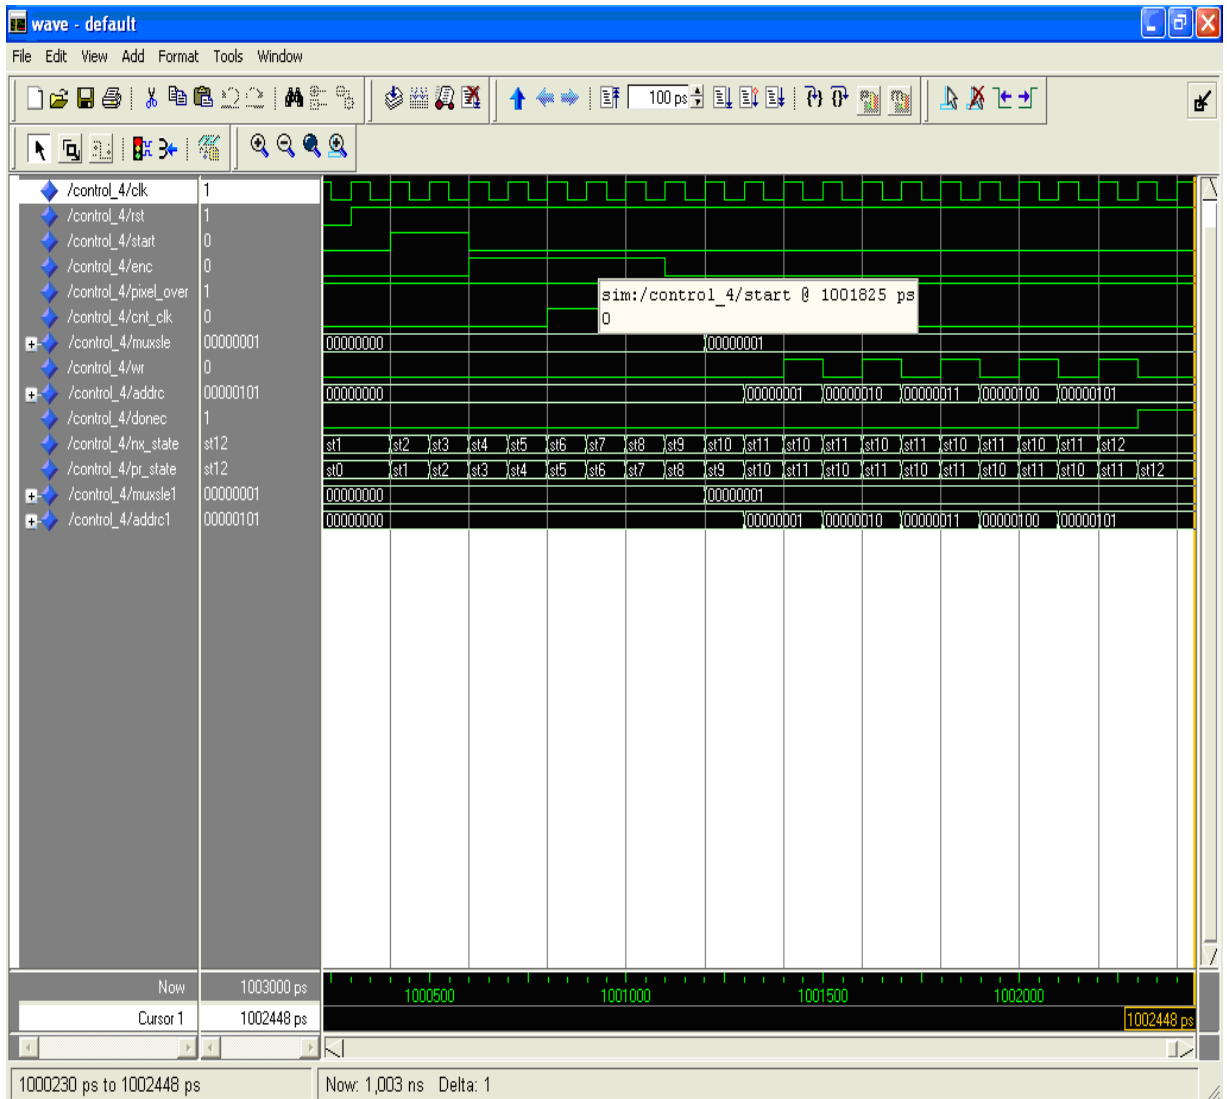 wave - default
File Edit View Add Format Tools Window
100 ps
/control_4/clk 1
/control_4/rst 1
/control_4/start 0
/control_4/enc 0
/control_4/pixel_over 1
sim:/control_4/start @ 1001825 ps
/control_4/cnt_clk 0
0
/control_4/muxsle 00000001 00000000 00000001
/control_4/wr 0
/control_4/addrc 00000101 00000000 00000001 00000010 00000011 00000100 00000101
/control_4/donec 1
/control_4/nx_state st12 st1 st2 st3 st4 st5 st6 st7 st8 st9 st10 st11 st10 st11 st10 st11 st10 st11 st10 st11 st12
/control_4/pr_state st12 st0 st1 st2 st3 st4 st5 st6 st7 st8 st9 st10 st11 st10 st11 st10 st11 st10 st11 st10 st11 st12
/control_4/muxsle1 00000001 00000000 00000001
/control_4/addrc1 00000101 00000000 00000001 00000010 00000011 00000100 00000101
Now 1003000 ps 1000500 1001000 1001500 1002000
Cursor 1 1002448 ps 1002448 ps
1000230 ps to 1002448 ps Now: 1,003 ns Delta: 1